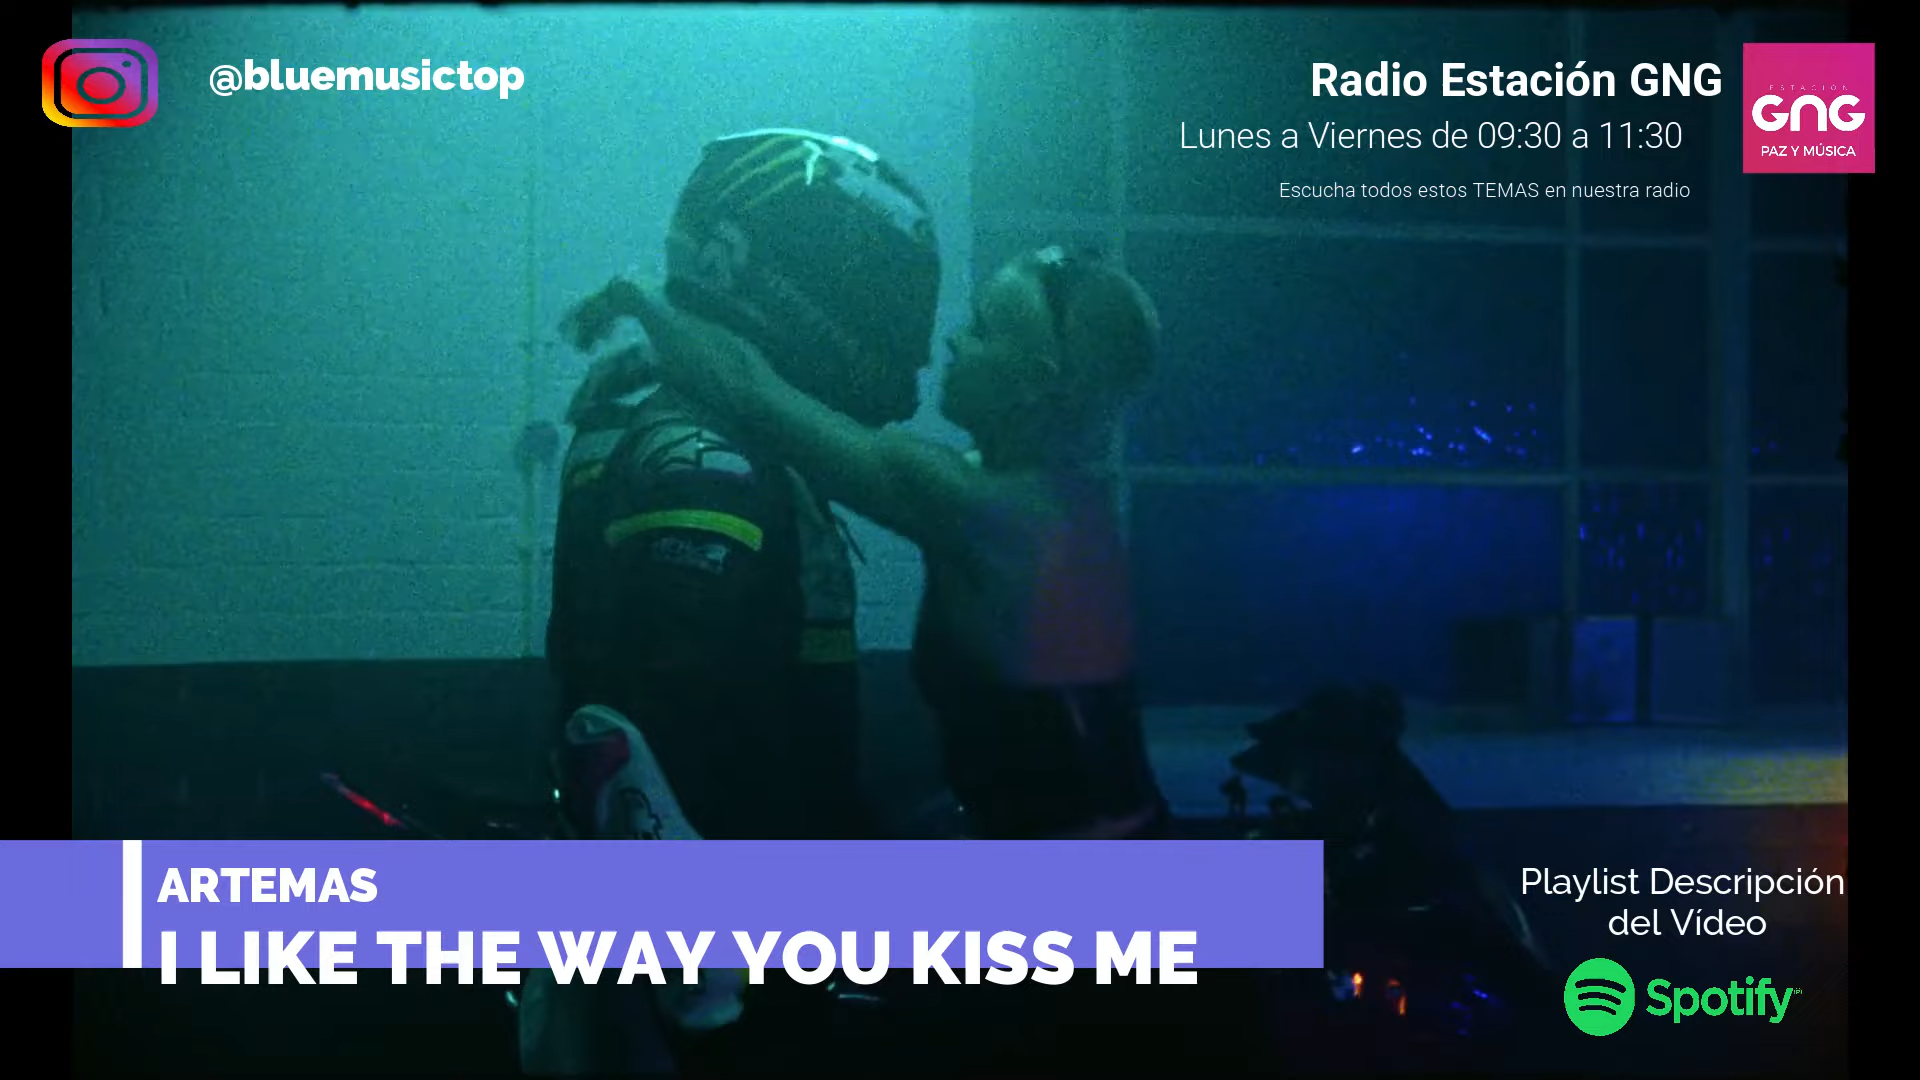 @bluemusictop
Radio Estación GNG
Lunes a Viernes de 09:30 a 11:30
Escucha todos estos TEMAS en nuestra radio
ESTACIÓN
GNG
PAZ Y MÚSICA
ARTEMAS
I LIKE THE WAY YOU KISS ME
Playlist Descripción
del Vídeo
Spotify